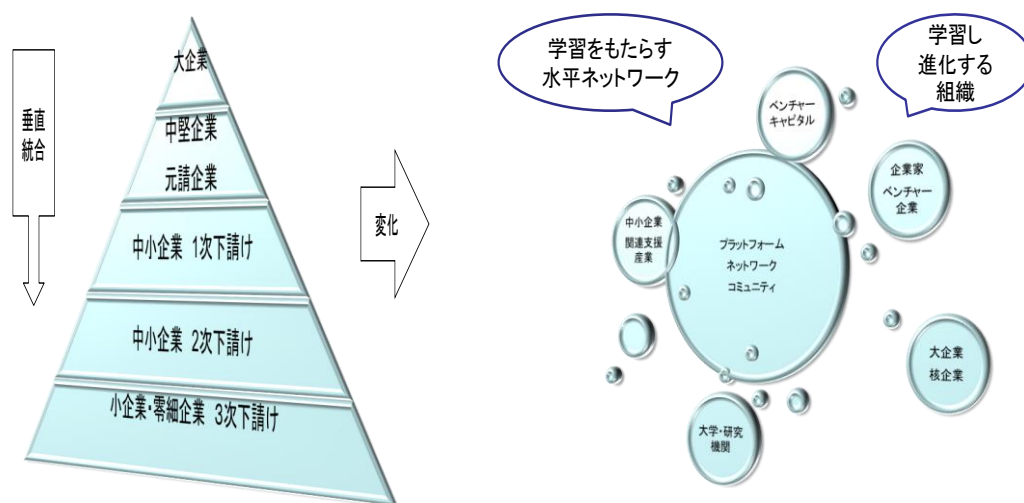 垂直
統合
大企業
中堅企業
元請企業
中小企業 1次下請け
中小企業 2次下請け
小企業・零細企業 3次下請け
変化
学習をもたらす
水平ネットワーク
学習し
進化する
組織
ベンチャー
キャピタル
企業家
ベンチャー
企業
中小企業
関連支援
産業
プラットフォーム
ネットワーク
コミュニティ
大企業
核企業
大学・研究
機関